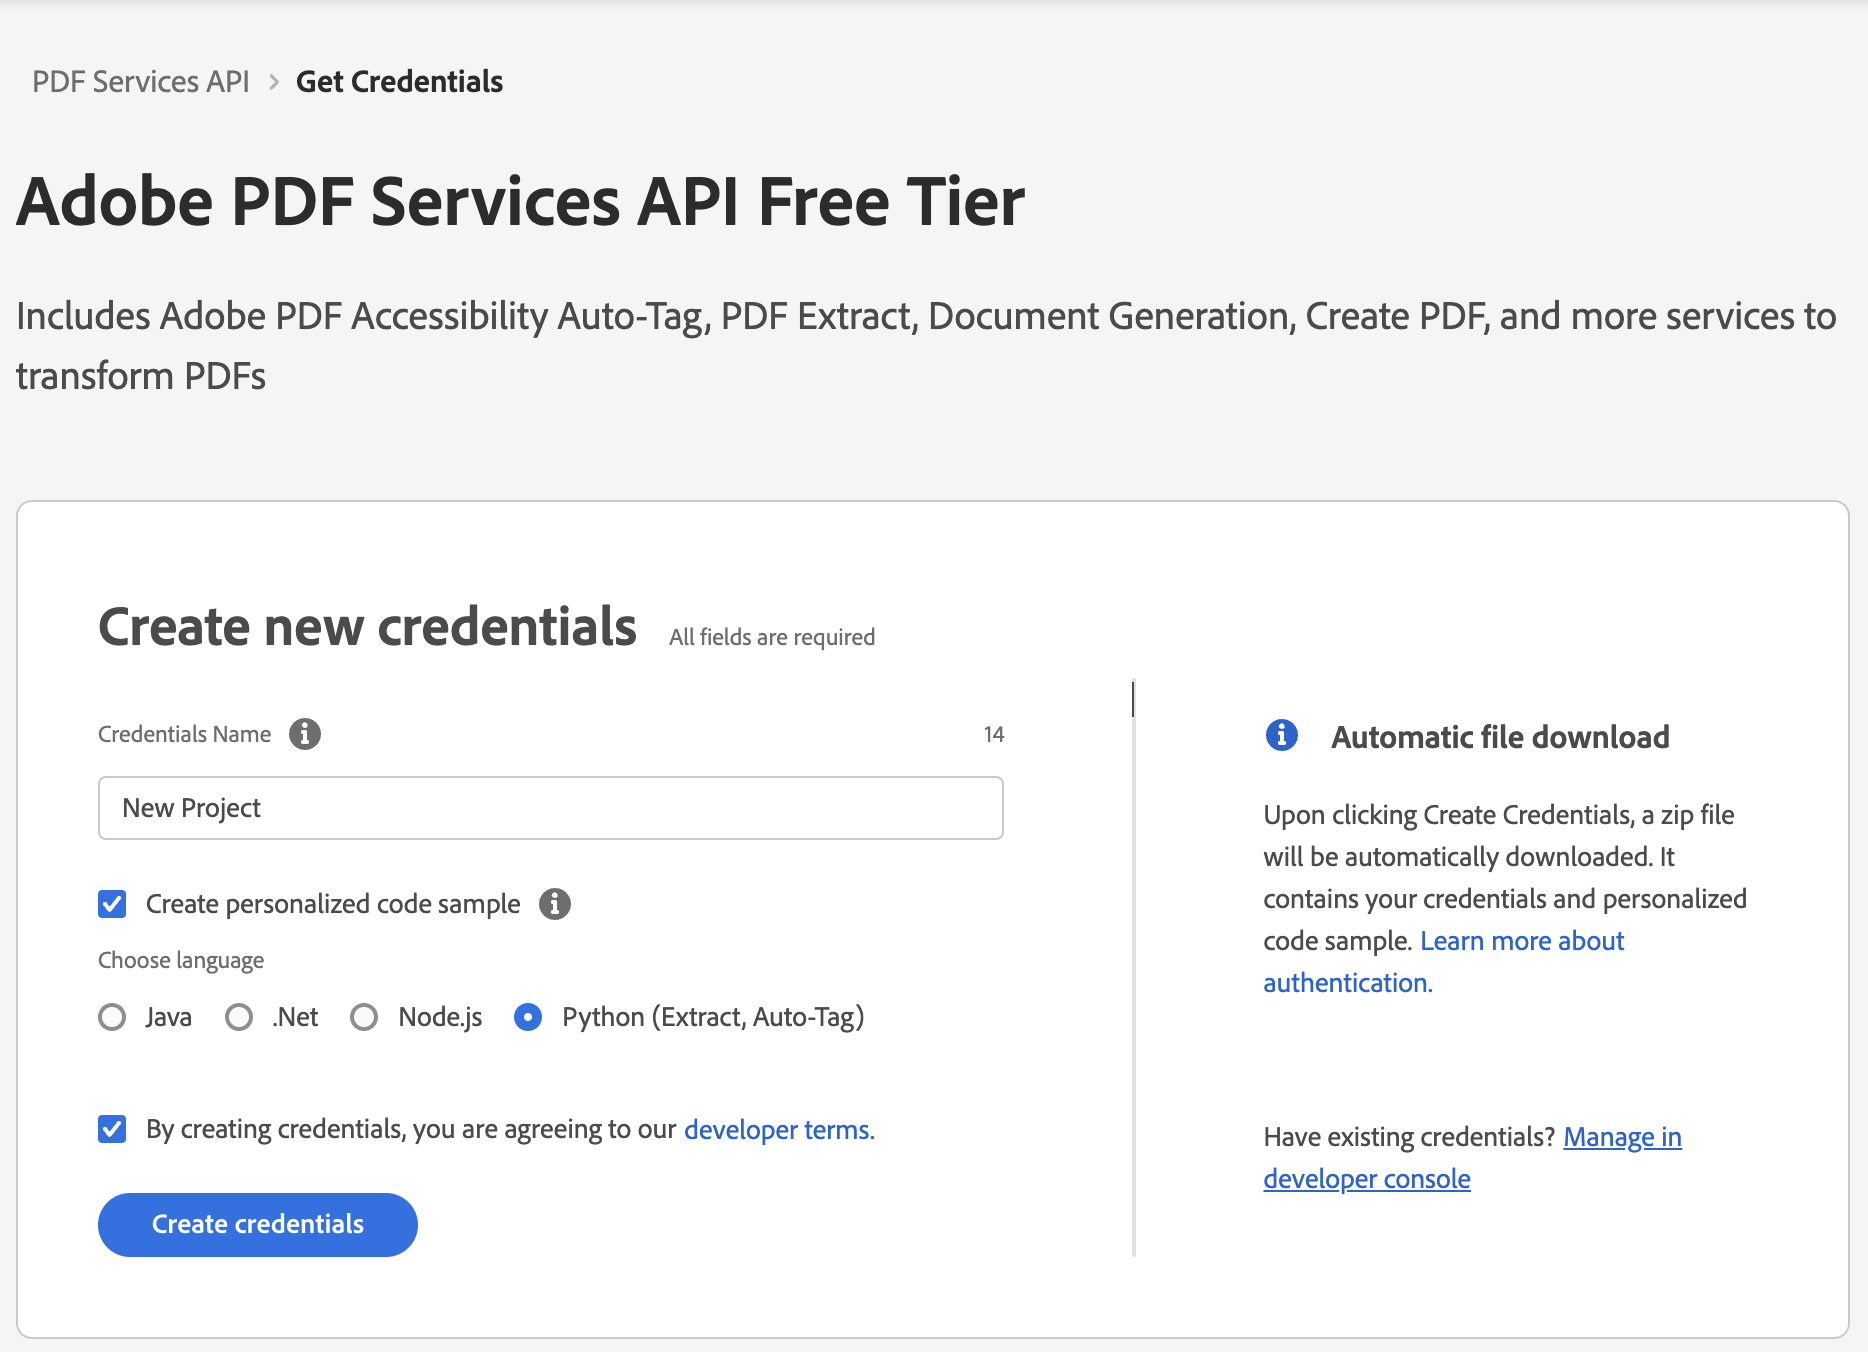 PDF Services API > Get Credentials
Adobe PDF Services API Free Tier
Includes Adobe PDF Accessibility Auto-Tag, PDF Extract, Document Generation, Create PDF, and more services to
transform PDFs
Create new credentials All fields are required
Credentials Name 14
New Project
Create personalized code sample
Choose language
Java .Net Node.js Python (Extract, Auto-Tag)
By creating credentials, you are agreeing to our developer terms.
Create credentials
Automatic file download
Upon clicking Create Credentials, a zip file
will be automatically downloaded. It
contains your credentials and personalized
code sample. Learn more about
authentication.
Have existing credentials? Manage in
developer console